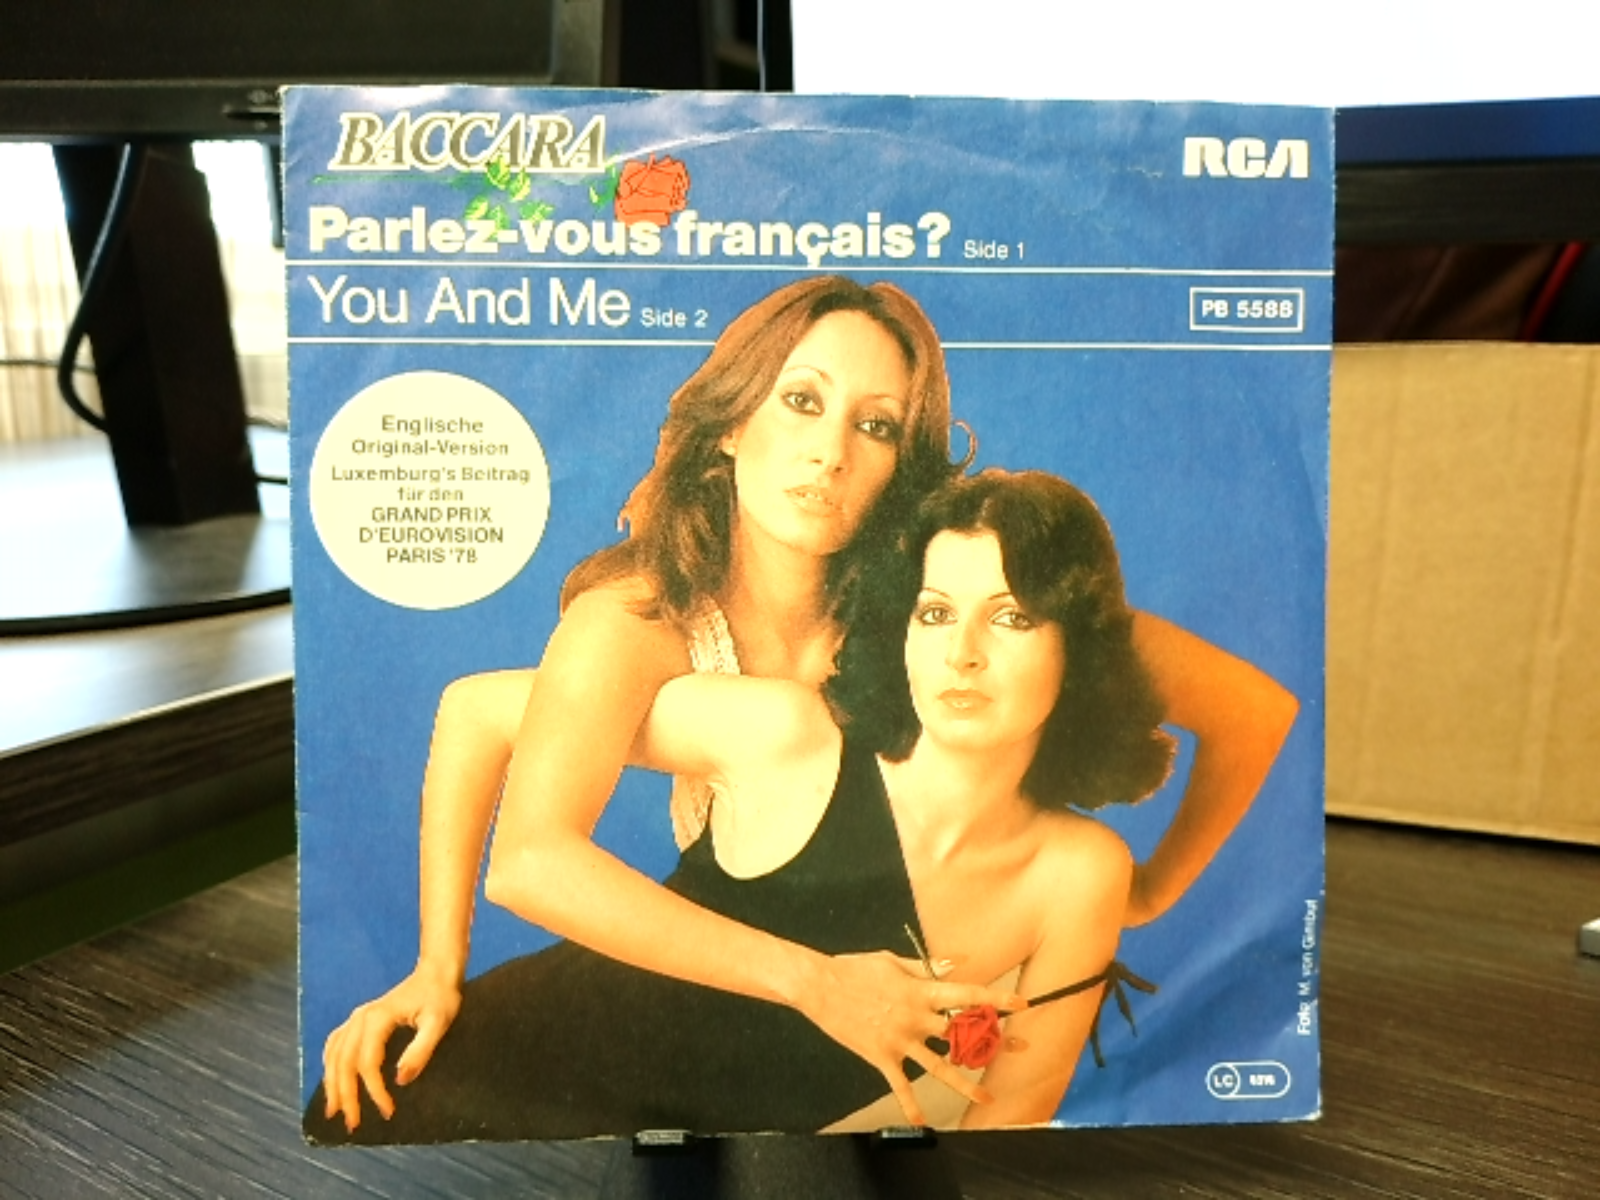 BACCARA
RCA
Parlez-vous français? Side 1
You And Me Side 2
PB 5588
Englische
Original-Version
Luxemburg's Beitrag
für den
GRAND PRIX
D'EUROVISION
PARIS '78
Foto: M. von
LC